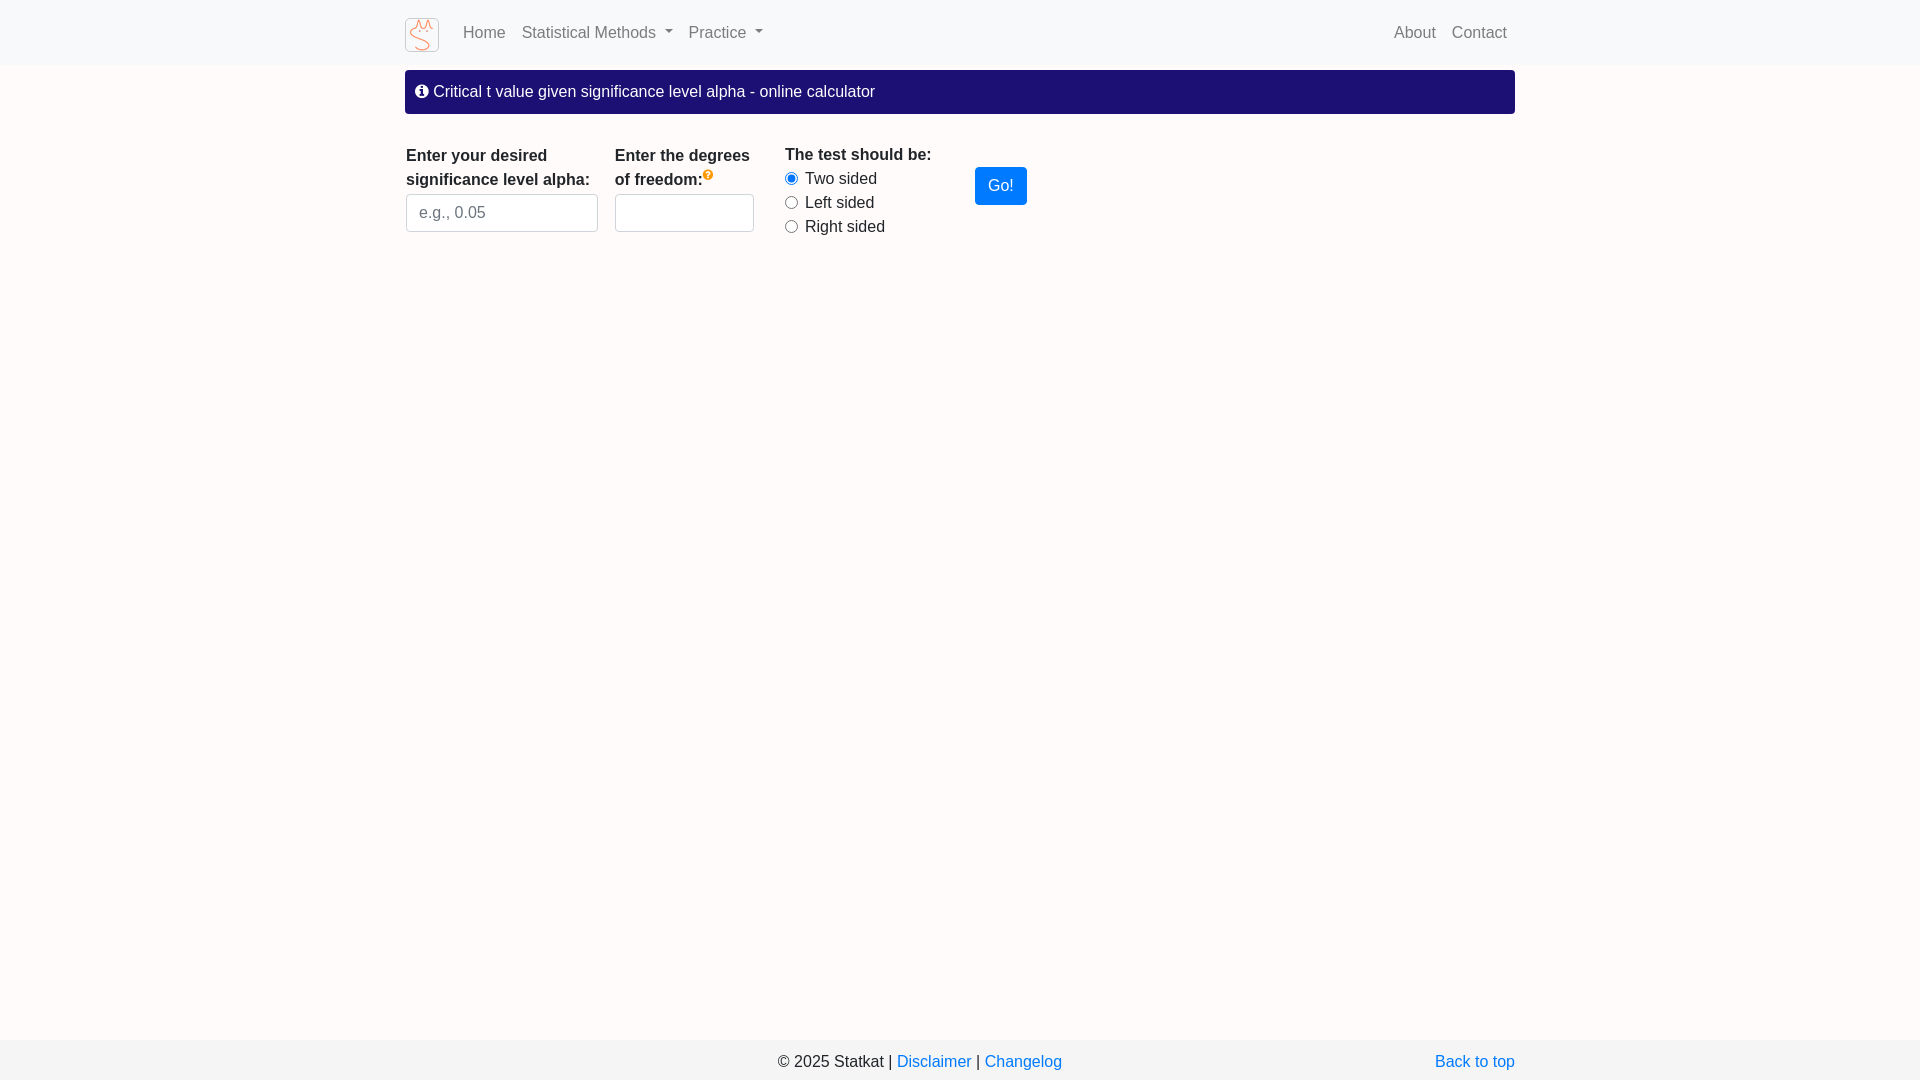 Home Statistical Methods Practice About Contact
Critical t value given significance level alpha - online calculator
Enter your desired
significance level alpha:
e.g., 0.05
Enter the degrees
of freedom:
The test should be:
Two sided
Left sided
Right sided
Go!
© 2025 Statkat | Disclaimer | Changelog
Back to top